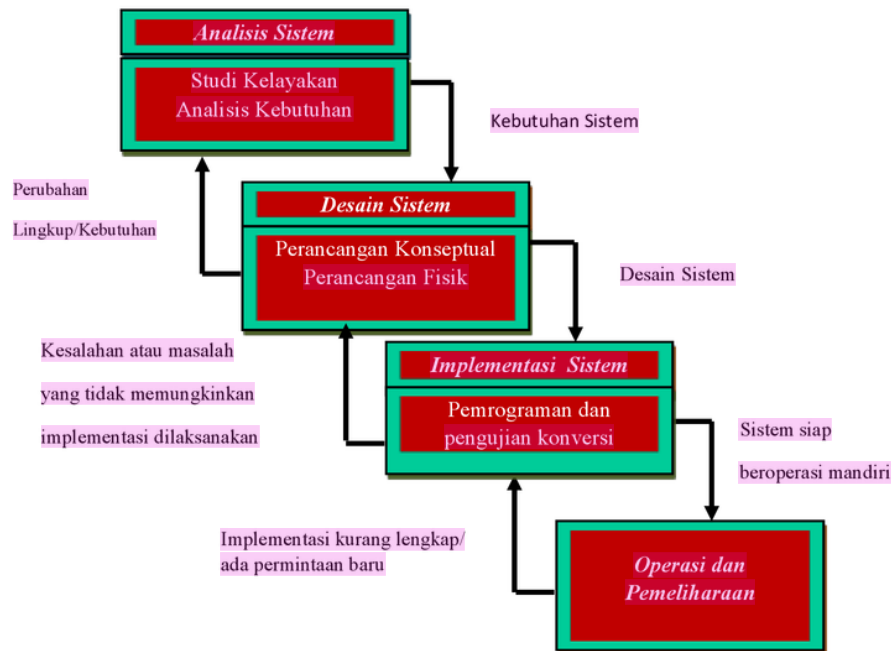 Analisis Sistem
Studi Kelayakan
Analisis Kebutuhan
Kebutuhan Sistem
Perubahan
Lingkup/Kebutuhan
Desain Sistem
Perancangan Konseptual
Perancangan Fisik
Desain Sistem
Kesalahan atau masalah
yang tidak memungkinkan
implementasi dilaksanakan
Implementasi Sistem
Pemrograman dan
pengujian konversi
Sistem siap
beroperasi mandiri
Implementasi kurang lengkap/
ada permintaan baru
Operasi dan
Pemeliharaan